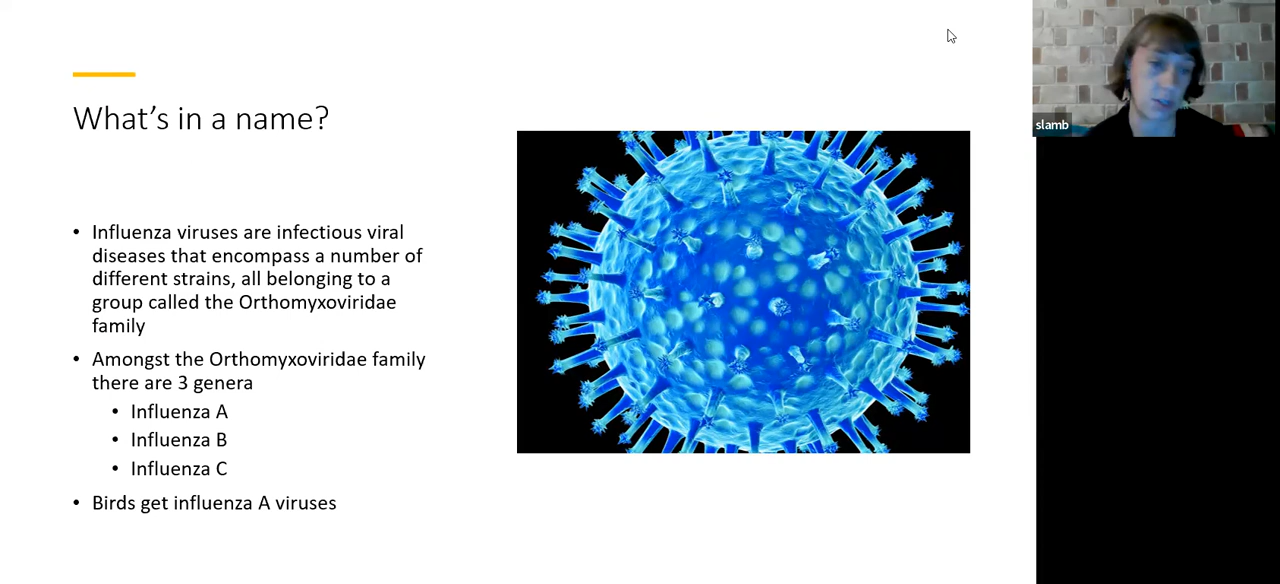 What's in a name?
• Influenza viruses are infectious viral
diseases that encompass a number of
different strains, all belonging to a
group called the Orthomyxoviridae
family
• Amongst the Orthomyxoviridae family
there are 3 genera
• Influenza A
• Influenza B
• Influenza C
• Birds get influenza A viruses
slamb